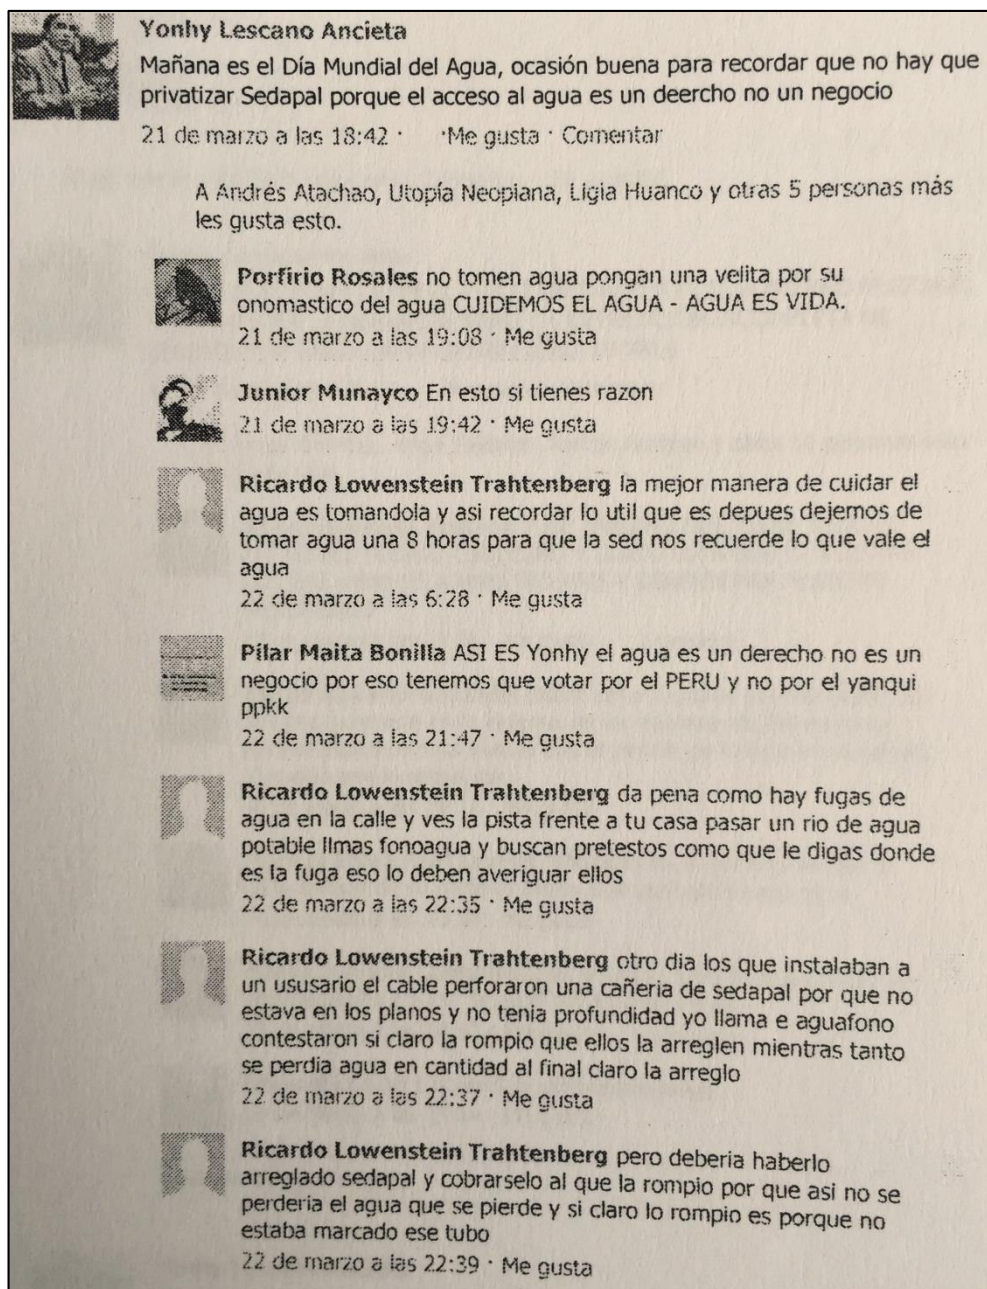 Yonhy Lescano Ancieta
Mañana es el Día Mundial del Agua, ocasión buena para recordar que no hay que
privatizar Sedapal porque el acceso al agua es un deercho no un negocio
21 de marzo a las 18:42 · ·Me gusta · Comentar
A Andrés Atachao, Utopía Neopiana, Ligia Huanco y otras 5 personas más
les gusta esto.
Porfirio Rosales no tomen agua pongan una velita por su
onomastico del agua CUIDEMOS EL AGUA - AGUA ES VIDA.
21 de marzo a las 19:08 · Me gusta
Junior Munayco En esto si tienes razon
21 de marzo a las 19:42 · Me gusta
Ricardo Lowenstein Trahtenberg la mejor manera de cuidar el
agua es tomandola y asi recordar lo util que es depues dejemos de
tomar agua una 8 horas para que la sed nos recuerde lo que vale el
agua
22 de marzo a las 6:28 · Me gusta
Pilar Maita Bonilla ASI ES Yonhy el agua es un derecho no es un
negocio por eso tenemos que votar por el PERU y no por el yanqui
ppkk
22 de marzo a las 21:47 · Me gusta
Ricardo Lowenstein Trahtenberg da pena como hay fugas de
agua en la calle y ves la pista frente a tu casa pasar un rio de agua
potable llmas fonoagua y buscan pretestos como que le digas donde
es la fuga eso lo deben averiguar ellos
22 de marzo a las 22:35 · Me gusta
Ricardo Lowenstein Trahtenberg otro dia los que instalaban a
un ususario el cable perforaron una cañeria de sedapal por que no
estava en los planos y no tenia profundidad yo llama e aguafono
contestaron si claro la rompio que ellos la arreglen mientras tanto
se perdia agua en cantidad al final claro la arreglo
22 de marzo a las 22:37 · Me gusta
Ricardo Lowenstein Trahtenberg pero deberia haberlo
arreglado sedapal y cobrarselo al que la rompio por que asi no se
perderia el agua que se pierde y si claro lo rompio es porque no
estaba marcado ese tubo
22 de marzo a las 22:39 · Me gusta